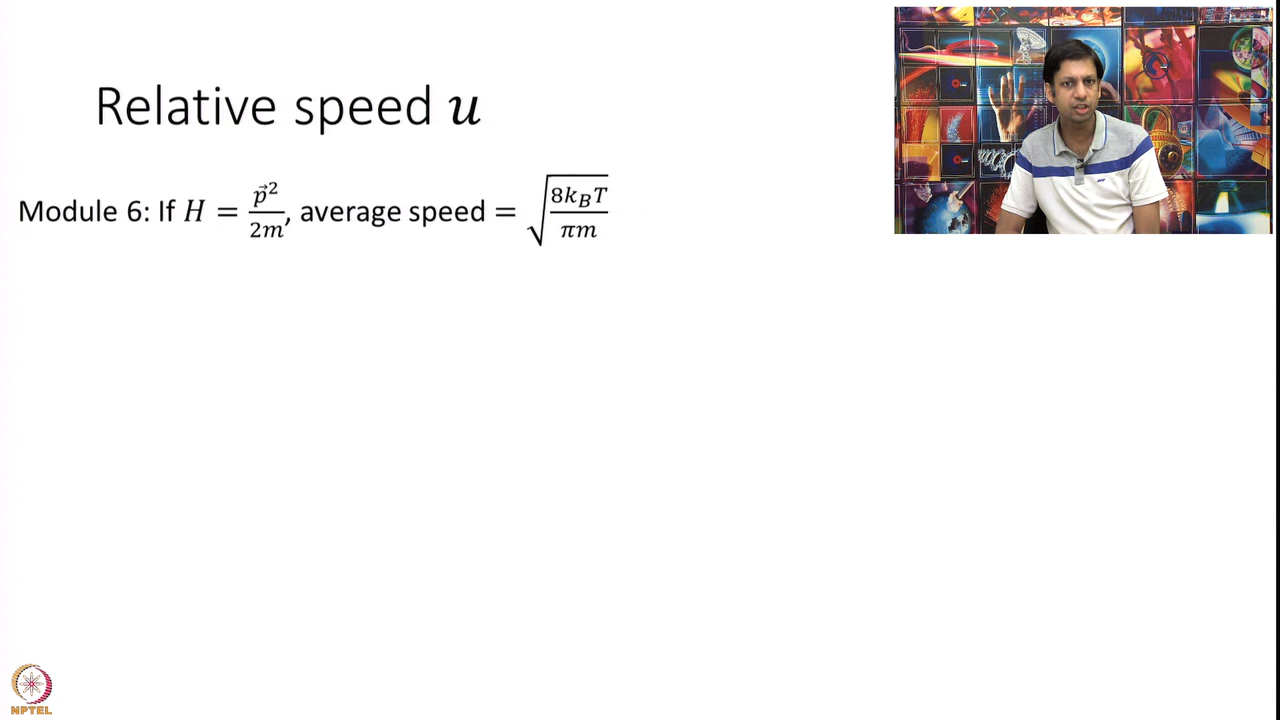 Relative speed 𝑢
Module 6: If 𝐻 = p⃗²/2m, average speed = √(8k_BT/πm)
NPTEL